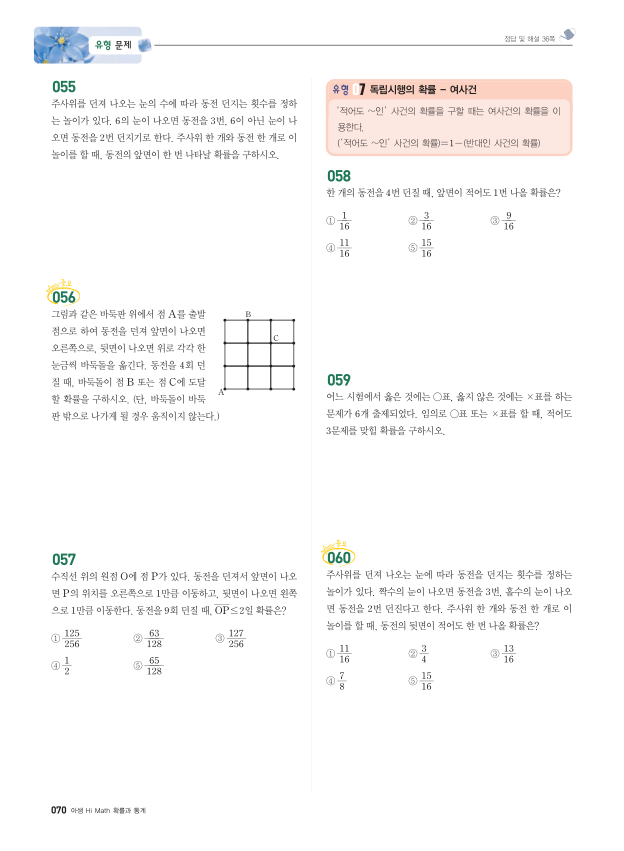 유형 문제
정답 및 해설 36쪽
055
주사위를 던져 나오는 눈의 수에 따라 동전 던지는 횟수를 정하
는 놀이가 있다. 6의 눈이 나오면 동전을 3번, 6이 아닌 눈이 나
오면 동전을 2번 던지기로 한다. 주사위 한 개와 동전 한 개로 이
놀이를 할 때, 동전의 앞면이 한 번 나타날 확률을 구하시오.
중요
056
그림과 같은 바둑판 위에서 점 A를 출발
점으로 하여 동전을 던져 앞면이 나오면
오른쪽으로, 뒷면이 나오면 위로 각각 한
눈금씩 바둑돌을 옮긴다. 동전을 4회 던
질 때, 바둑돌이 점 B 또는 점 C에 도달
할 확률을 구하시오. (단, 바둑돌이 바둑
판 밖으로 나가게 될 경우 움직이지 않는다.)
B
C
A
057
수직선 위의 원점 O에 점 P가 있다. 동전을 던져서 앞면이 나오
면 P의 위치를 오른쪽으로 1만큼 이동하고, 뒷면이 나오면 왼쪽
으로 1만큼 이동한다. 동전을 9회 던질 때, O̅P̅≤2일 확률은?
① 125/256 ② 63/128 ③ 127/256
④ 1/2 ⑤ 65/128
유형 07 독립시행의 확률 - 여사건
‘적어도 ~인’ 사건의 확률을 구할 때는 여사건의 확률을 이
용한다.
(‘적어도 ~인’ 사건의 확률)=1-(반대인 사건의 확률)
058
한 개의 동전을 4번 던질 때, 앞면이 적어도 1번 나올 확률은?
① 1/16 ② 3/16 ③ 9/16
④ 11/16 ⑤ 15/16
059
어느 시험에서 옳은 것에는 ○표, 옳지 않은 것에는 ×표를 하는
문제가 6개 출제되었다. 임의로 ○표 또는 ×표를 할 때, 적어도
3문제를 맞힐 확률을 구하시오.
중요
060
주사위를 던져 나오는 눈에 따라 동전을 던지는 횟수를 정하는
놀이가 있다. 짝수의 눈이 나오면 동전을 3번, 홀수의 눈이 나오
면 동전을 2번 던진다고 한다. 주사위 한 개와 동전 한 개로 이
놀이를 할 때, 동전의 뒷면이 적어도 한 번 나올 확률은?
① 11/16 ② 3/4 ③ 13/16
④ 7/8 ⑤ 15/16
070 아샘 Hi Math 확률과 통계